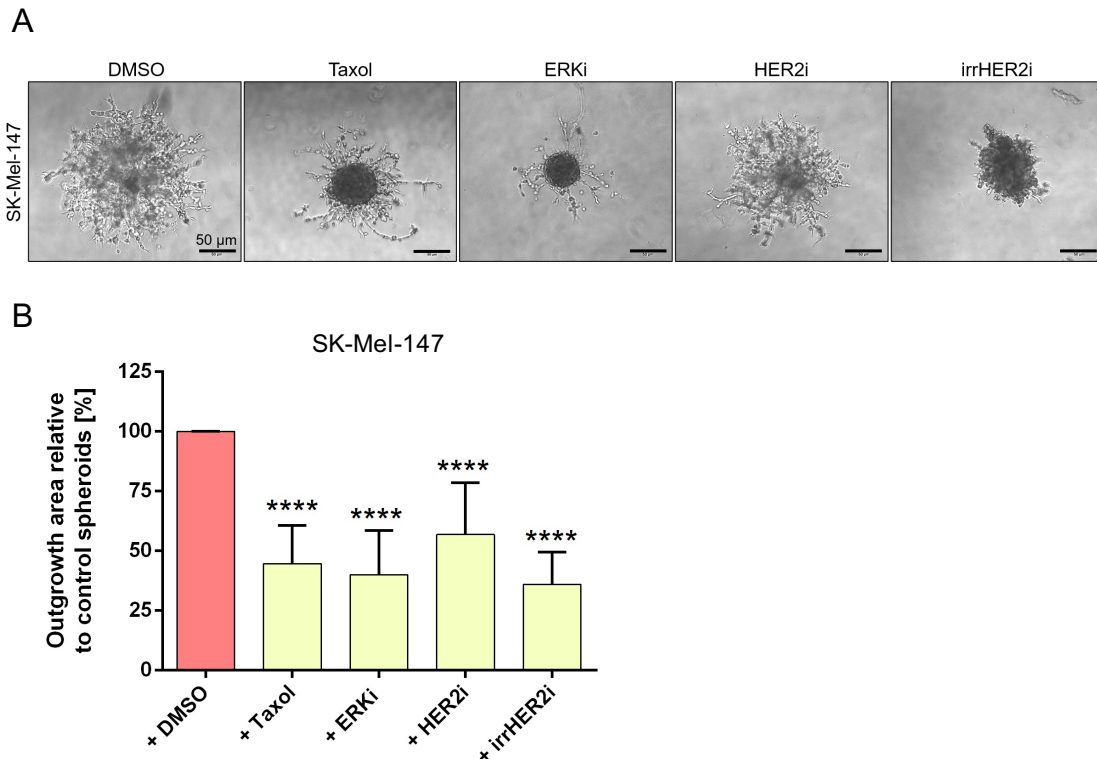 A
DMSO
Taxol
ERKi
HER2i
irrHER2i
SK-Mel-147
50 µm
B
SK-Mel-147
Outgrowth area relative
to control spheroids [%]
125
100
75
50
25
0
****
****
****
****
+ DMSO
+ Taxol
+ ERKi
+ HER2i
+ irrHER2i